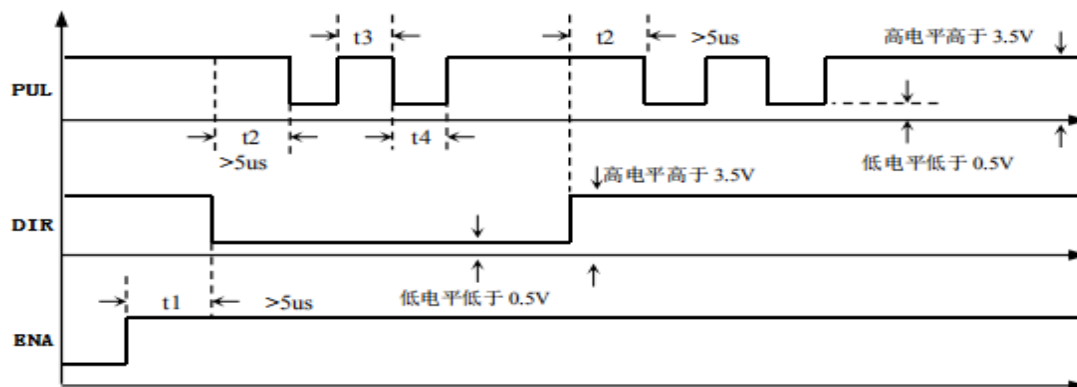 t3
t2
>5us
高电平高于 3.5V
PUL
t2
t4
>5us
低电平低于 0.5V
高电平高于 3.5V
DIR
t1
>5us
低电平低于 0.5V
ENA